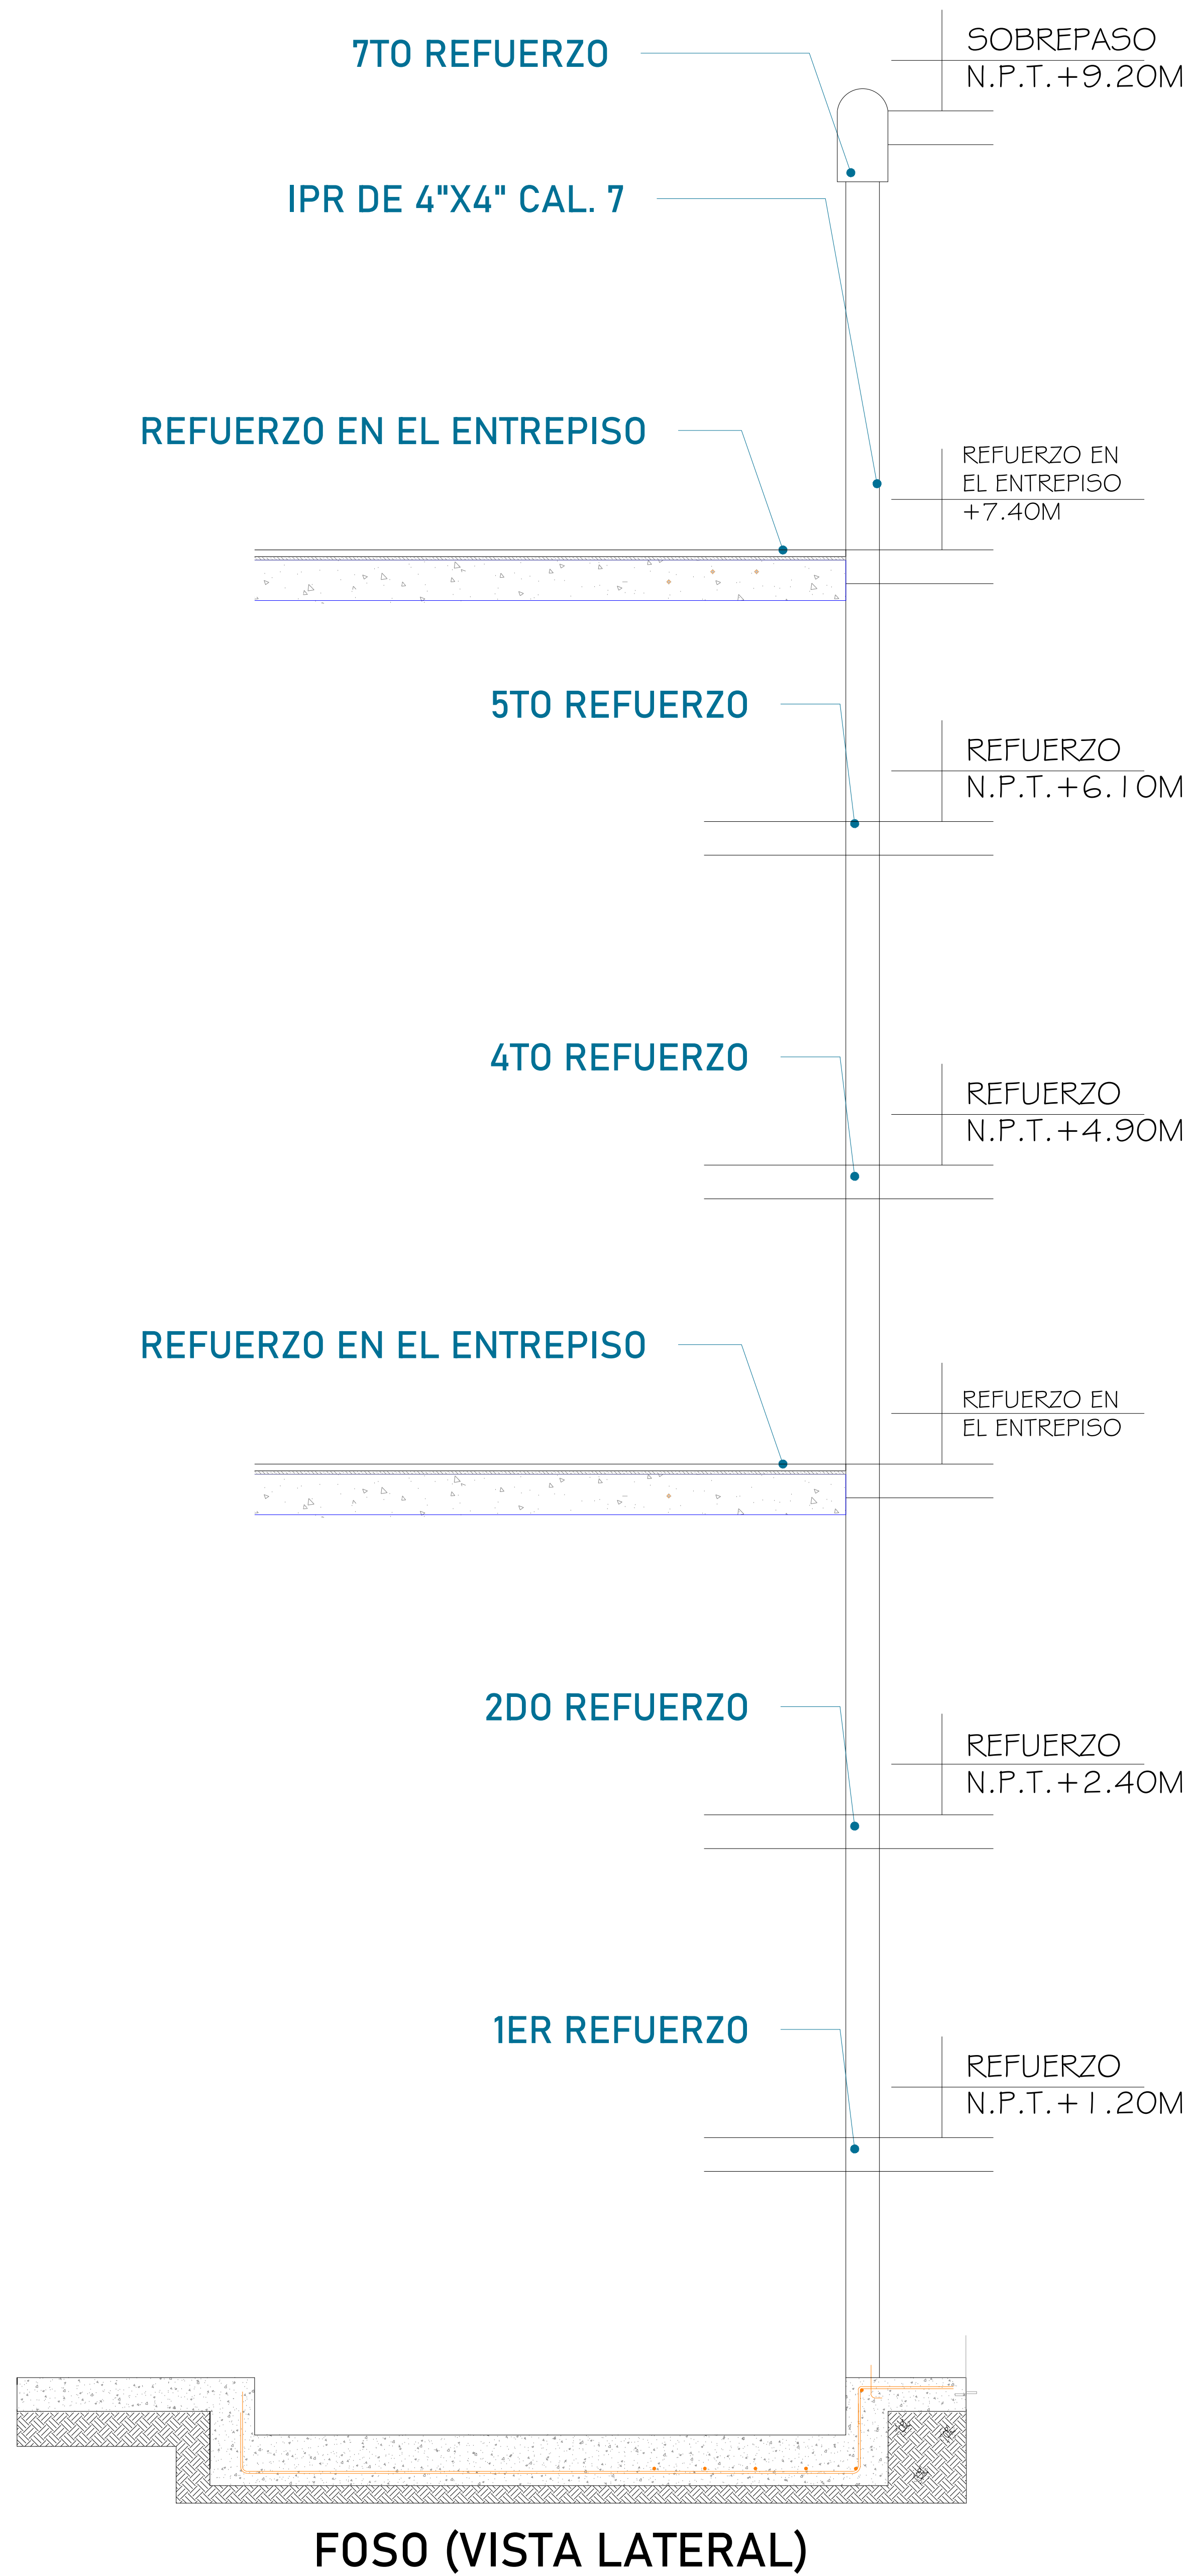 7TO REFUERZO
SOBREPASO
N.P.T.+9.20M
IPR DE 4"X4" CAL. 7
REFUERZO EN EL ENTREPISO
REFUERZO EN
EL ENTREPISO
+7.40M
5TO REFUERZO
REFUERZO
N.P.T.+6.10M
4TO REFUERZO
REFUERZO
N.P.T.+4.90M
REFUERZO EN EL ENTREPISO
REFUERZO EN
EL ENTREPISO
2DO REFUERZO
REFUERZO
N.P.T.+2.40M
1ER REFUERZO
REFUERZO
N.P.T.+1.20M
FOSO (VISTA LATERAL)